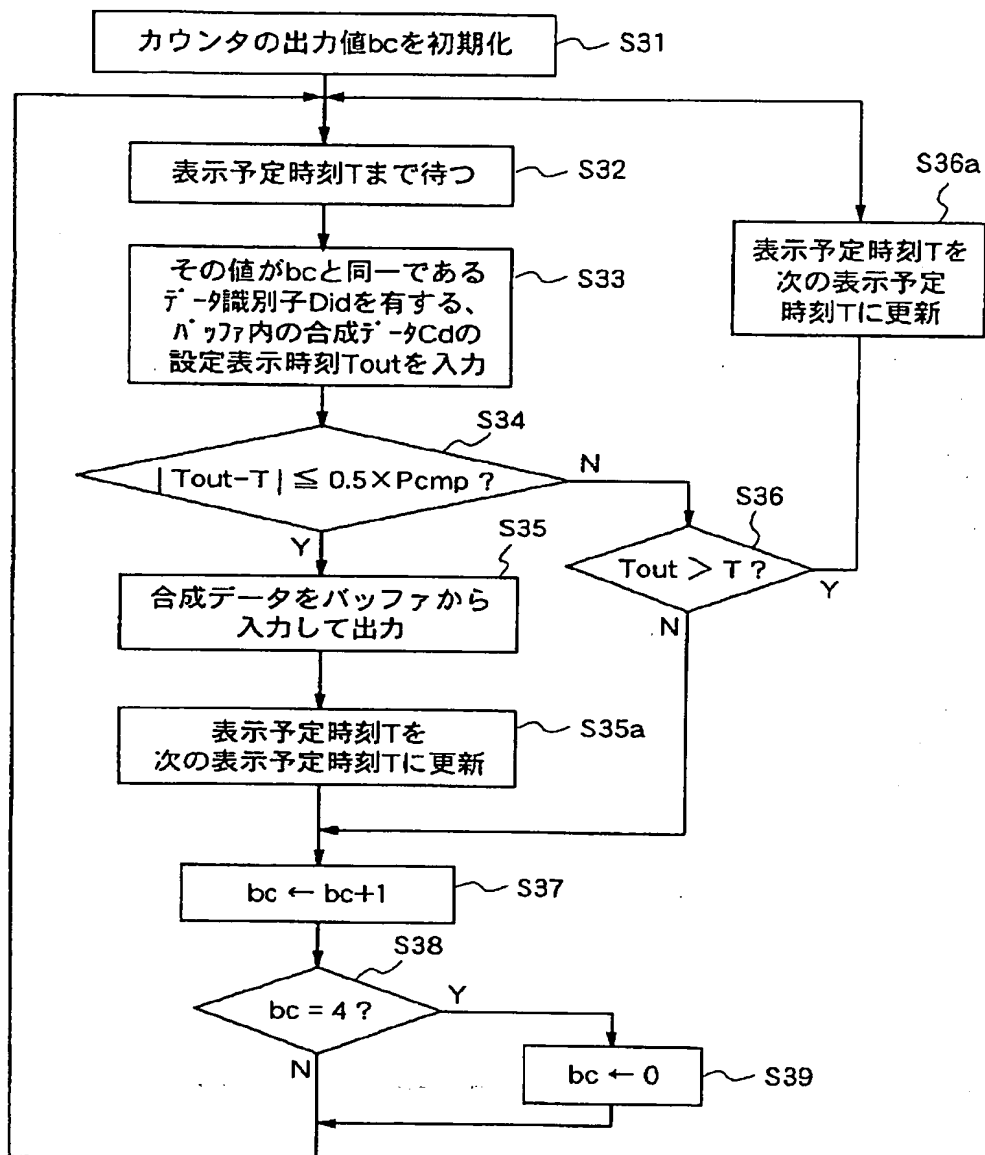 カウンタの出力値bcを初期化
S31
表示予定時刻Tまで待つ
S32
その値がbcと同一である
データ識別子Didを有する、
バッファ内の合成データCdの
設定表示時刻Toutを入力
S33
S34
|Tout-T| ≦ 0.5×Pcmp ?
N
Y
S35
合成データをバッファから
入力して出力
表示予定時刻Tを
次の表示予定時刻Tに更新
S35a
S36
Tout > T ?
Y
N
S36a
表示予定時刻Tを
次の表示予定
時刻Tに更新
bc ← bc+1
S37
S38
bc = 4 ?
Y
N
bc ← 0
S39